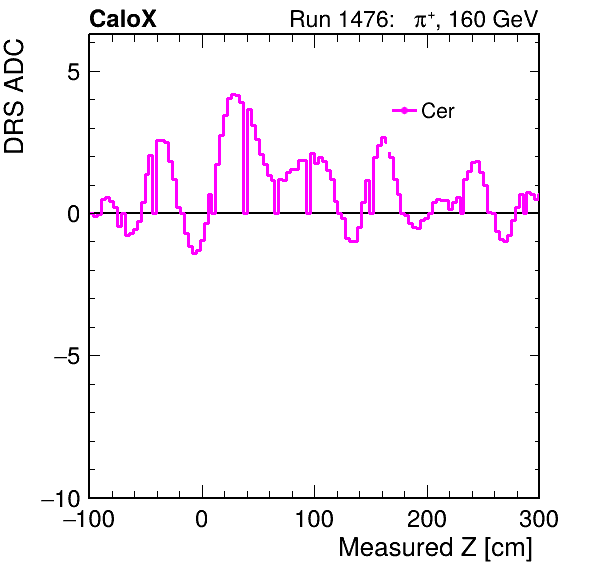 CaloX Run 1476: π⁺, 160 GeV
DRS ADC
5
Cer
0
−5
−10
−100 0 100 200 300
Measured Z [cm]